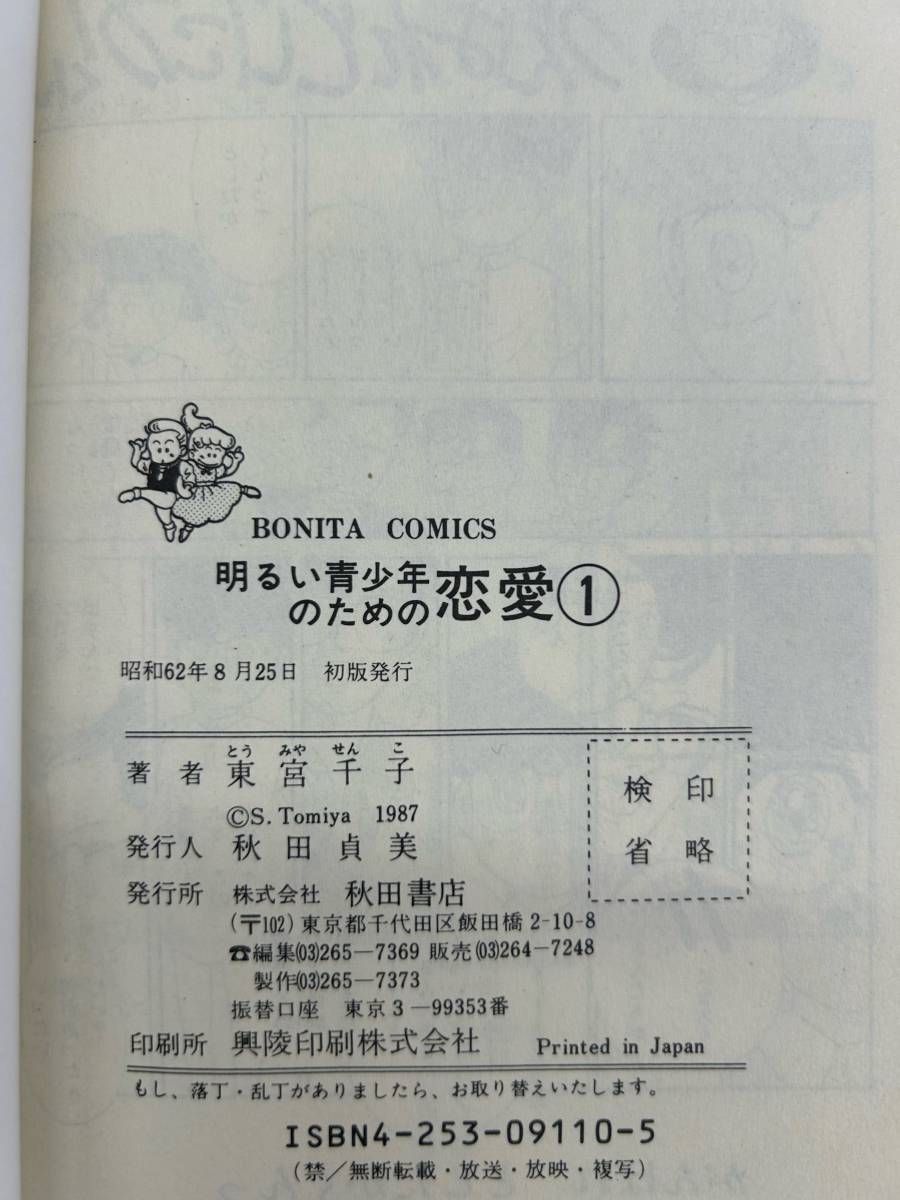 BONITA COMICS
明るい青少年のための恋愛①
昭和62年8月25日 初版発行
著者 東宮千子
とう みや せん こ
©S. Tomiya 1987
検印省略
発行人 秋田貞美
発行所 株式会社 秋田書店
(〒102)東京都千代田区飯田橋2-10-8
☎編集(03)265―7369 販売(03)264-7248
製作(03)265―7373
振替口座 東京3―99353番
印刷所 興陵印刷株式会社 Printed in Japan
もし、落丁・乱丁がありましたら、お取り替えいたします。
ISBN4-253-09110-5
(禁/無断転載・放送・放映・複写)